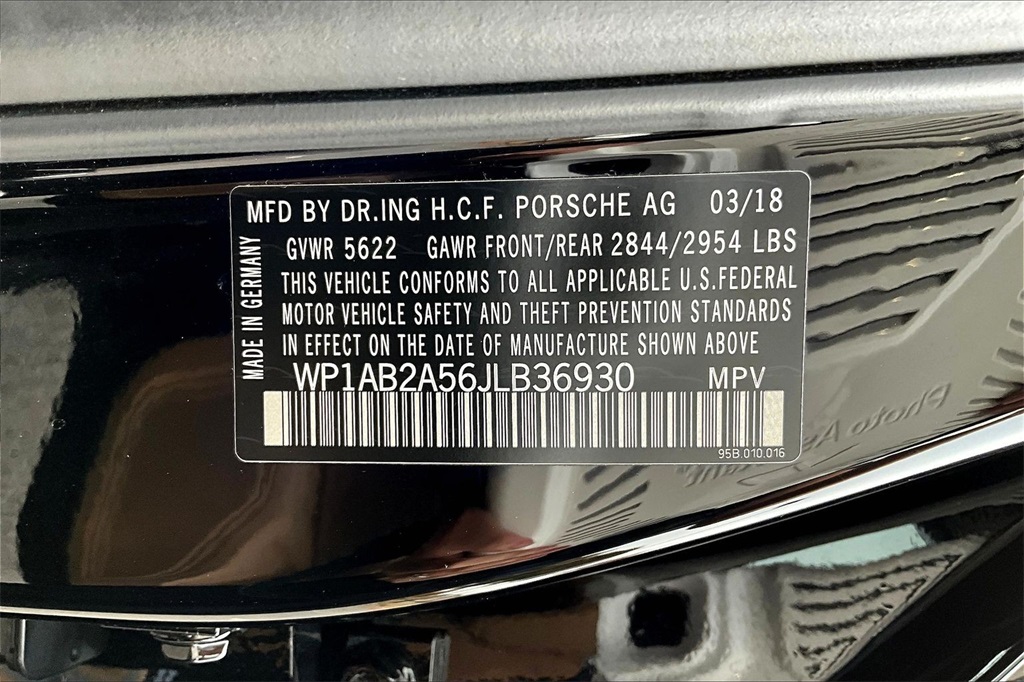 MFD BY DR.ING H.C.F. PORSCHE AG 03/18
GVWR 5622 GAWR FRONT/REAR 2844/2954 LBS
THIS VEHICLE CONFORMS TO ALL APPLICABLE U.S.FEDERAL
MOTOR VEHICLE SAFETY AND THEFT PREVENTION STANDARDS
IN EFFECT ON THE DATE OF MANUFACTURE SHOWN ABOVE
MADE IN GERMANY
WP1AB2A56JLB36930 MPV
95B.010.016
Photo